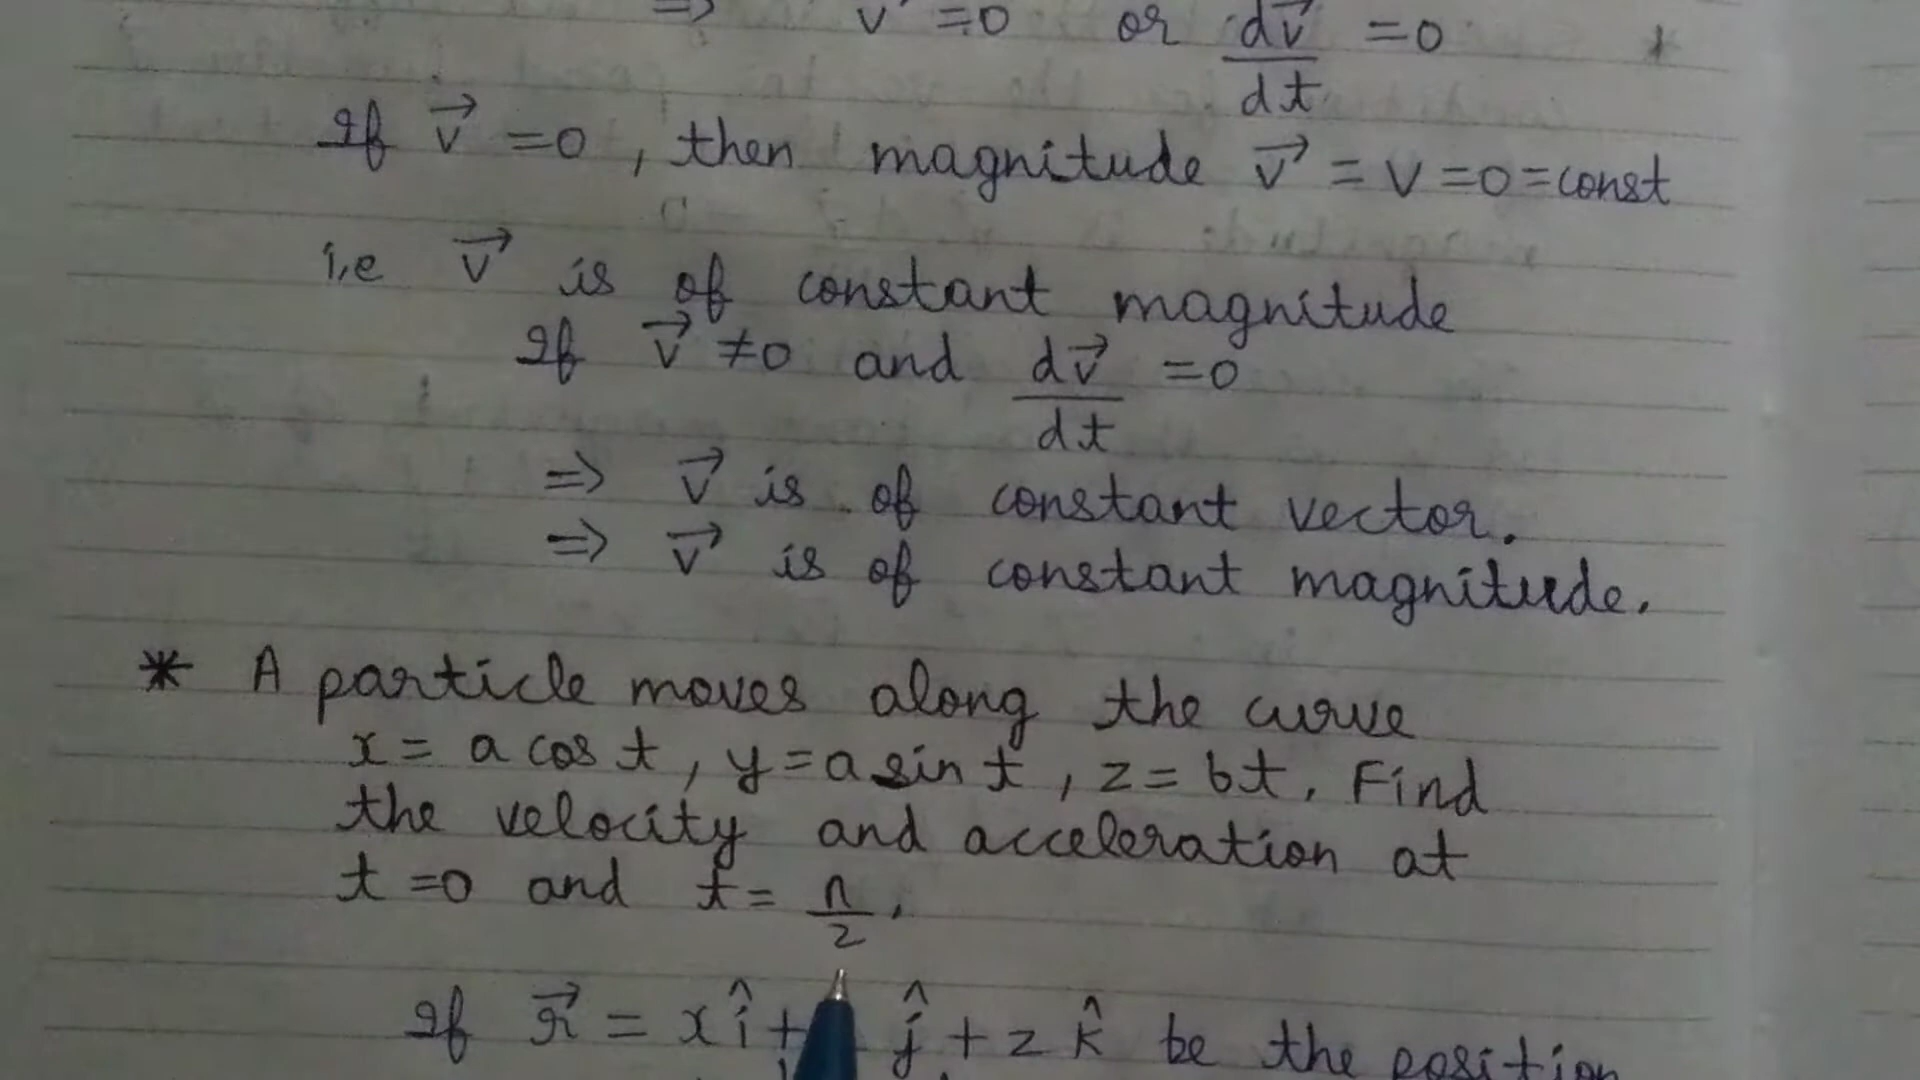 => v⃗ =0 or dv⃗/dt =0
If v⃗ =0, then magnitude v⃗ = v =0=const
i,e v⃗ is of constant magnitude
If v⃗ ≠0 and dv⃗/dt =0
=> v⃗ is of constant vector.
=> v⃗ is of constant magnitude.
* A particle moves along the curve
x = a cos t, y=a sin t, z= bt. Find
the velocity and acceleration at
t =0 and t= π/2.
If r⃗ = x î + ĵ + z k̂ be the position